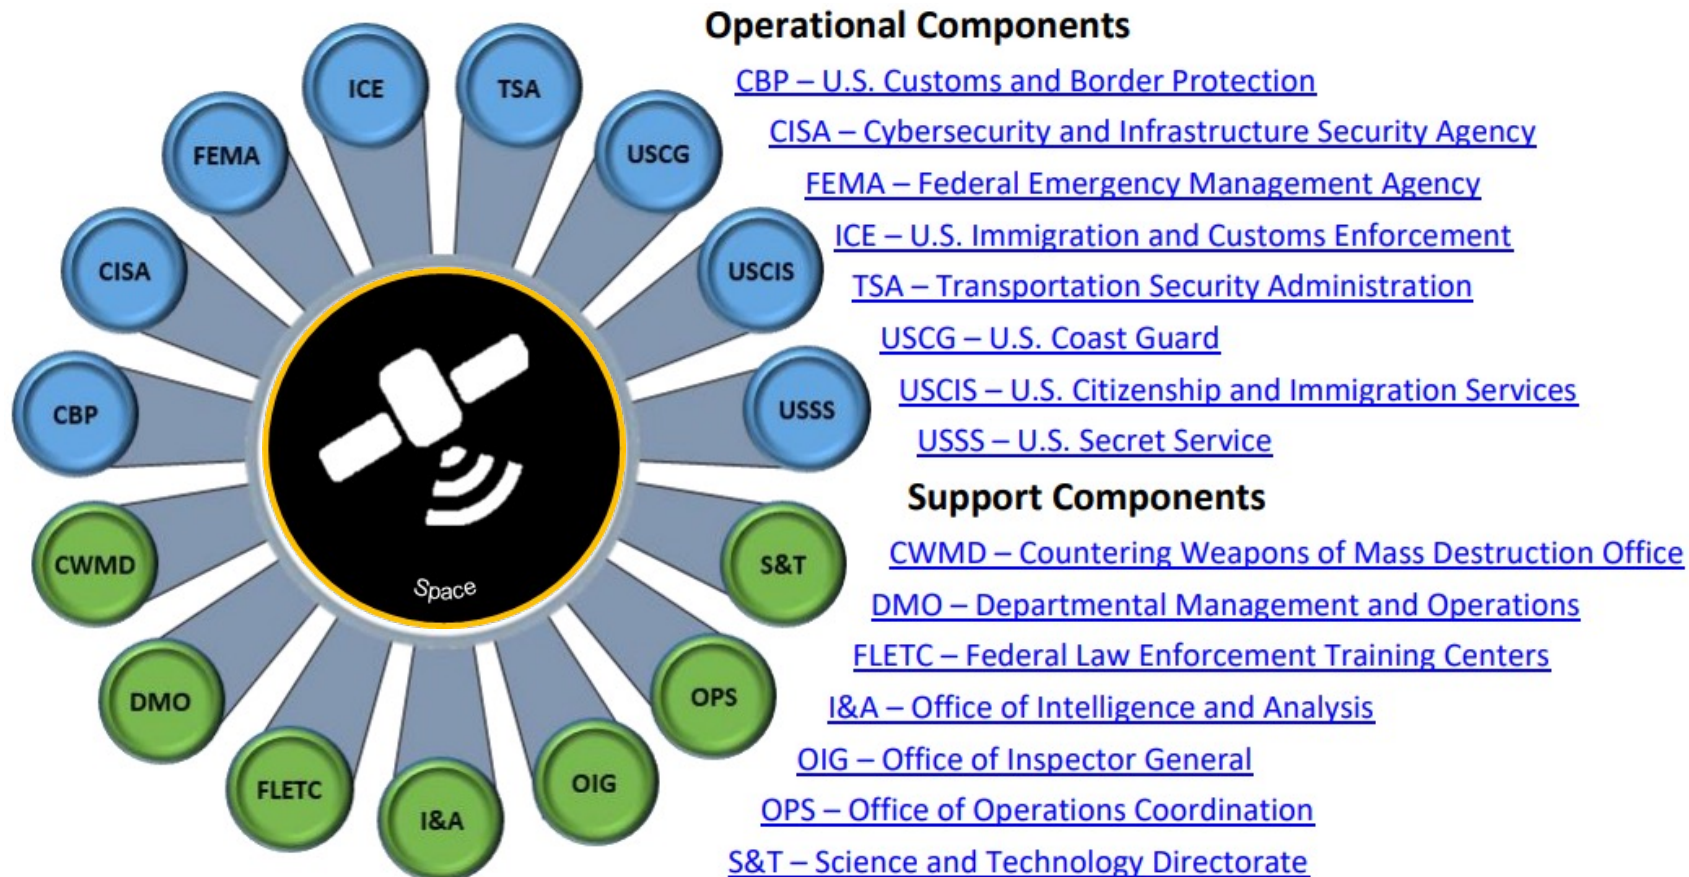 ICE
TSA
FEMA
USCG
CISA
USCIS
CBP
USSS
CWMD
S&T
DMO
OPS
FLETC
OIG
I&A
Space
Operational Components
CBP – U.S. Customs and Border Protection
CISA – Cybersecurity and Infrastructure Security Agency
FEMA – Federal Emergency Management Agency
ICE – U.S. Immigration and Customs Enforcement
TSA – Transportation Security Administration
USCG – U.S. Coast Guard
USCIS – U.S. Citizenship and Immigration Services
USSS – U.S. Secret Service
Support Components
CWMD – Countering Weapons of Mass Destruction Office
DMO – Departmental Management and Operations
FLETC – Federal Law Enforcement Training Centers
I&A – Office of Intelligence and Analysis
OIG – Office of Inspector General
OPS – Office of Operations Coordination
S&T – Science and Technology Directorate